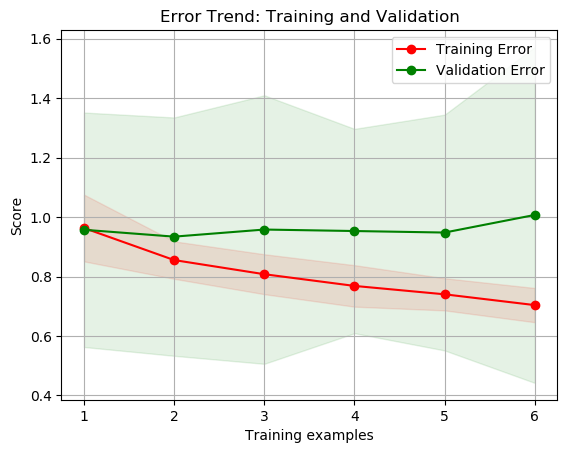 Error Trend: Training and Validation
Training Error
Validation Error
Score
1.6
1.4
1.2
1.0
0.8
0.6
0.4
1 2 3 4 5 6
Training examples